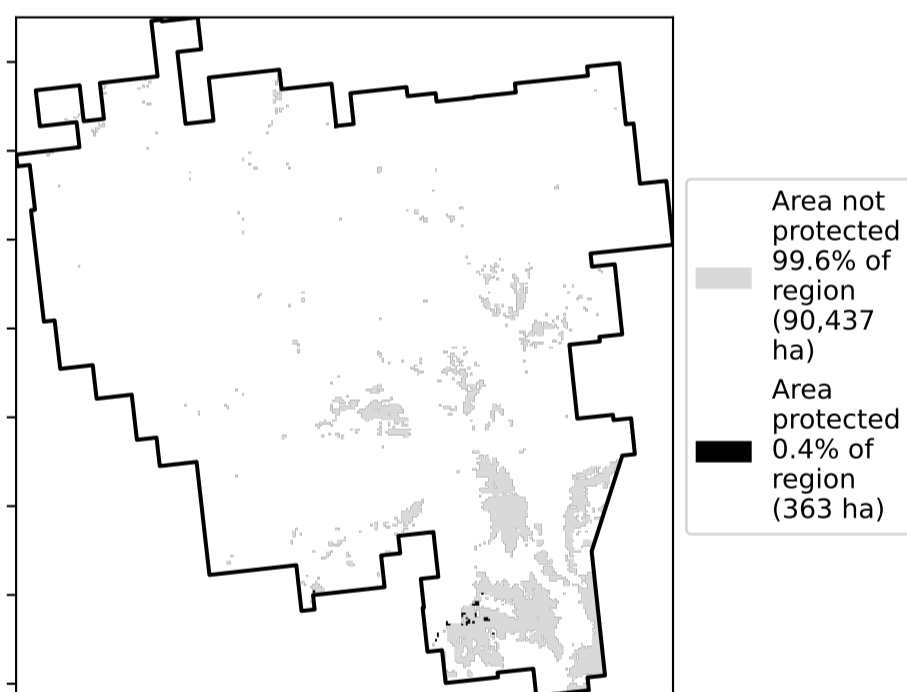 Area not
protected
99.6% of
region
(90,437
ha)
Area
protected
0.4% of
region
(363 ha)